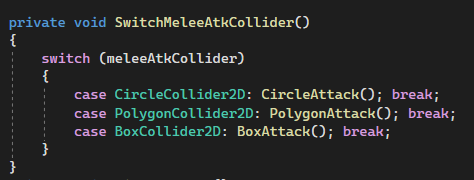 private void SwitchMeleeAtkCollider()
{
switch (meleeAtkCollider)
{
case CircleCollider2D: CircleAttack(); break;
case PolygonCollider2D: PolygonAttack(); break;
case BoxCollider2D: BoxAttack(); break;
}
}